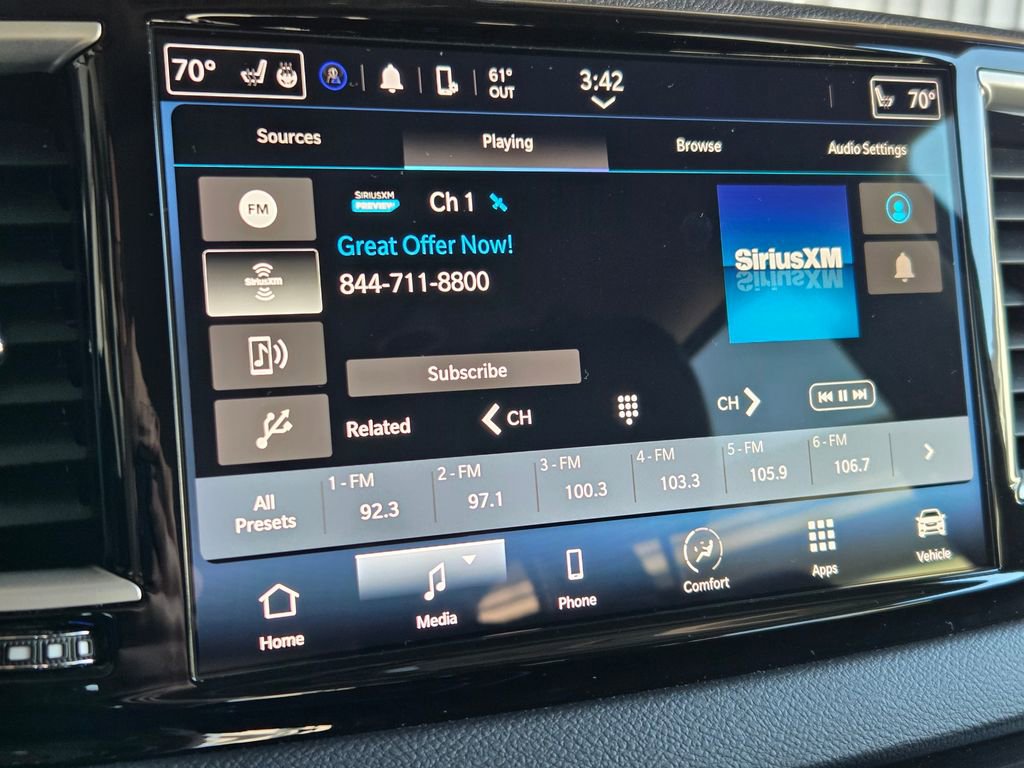 70°
61°
OUT
3:42
70°
Sources
Playing
Browse
Audio Settings
FM
SiriusXM
SIRIUSXM
PREVIEW
Ch 1
Great Offer Now!
844-711-8800
SiriusXM
Subscribe
Related
CH
CH
All
Presets
1 - FM
92.3
2 - FM
97.1
3 - FM
100.3
4 - FM
103.3
5 - FM
105.9
6 - FM
106.7
Home
Media
Phone
Comfort
Apps
Vehicle